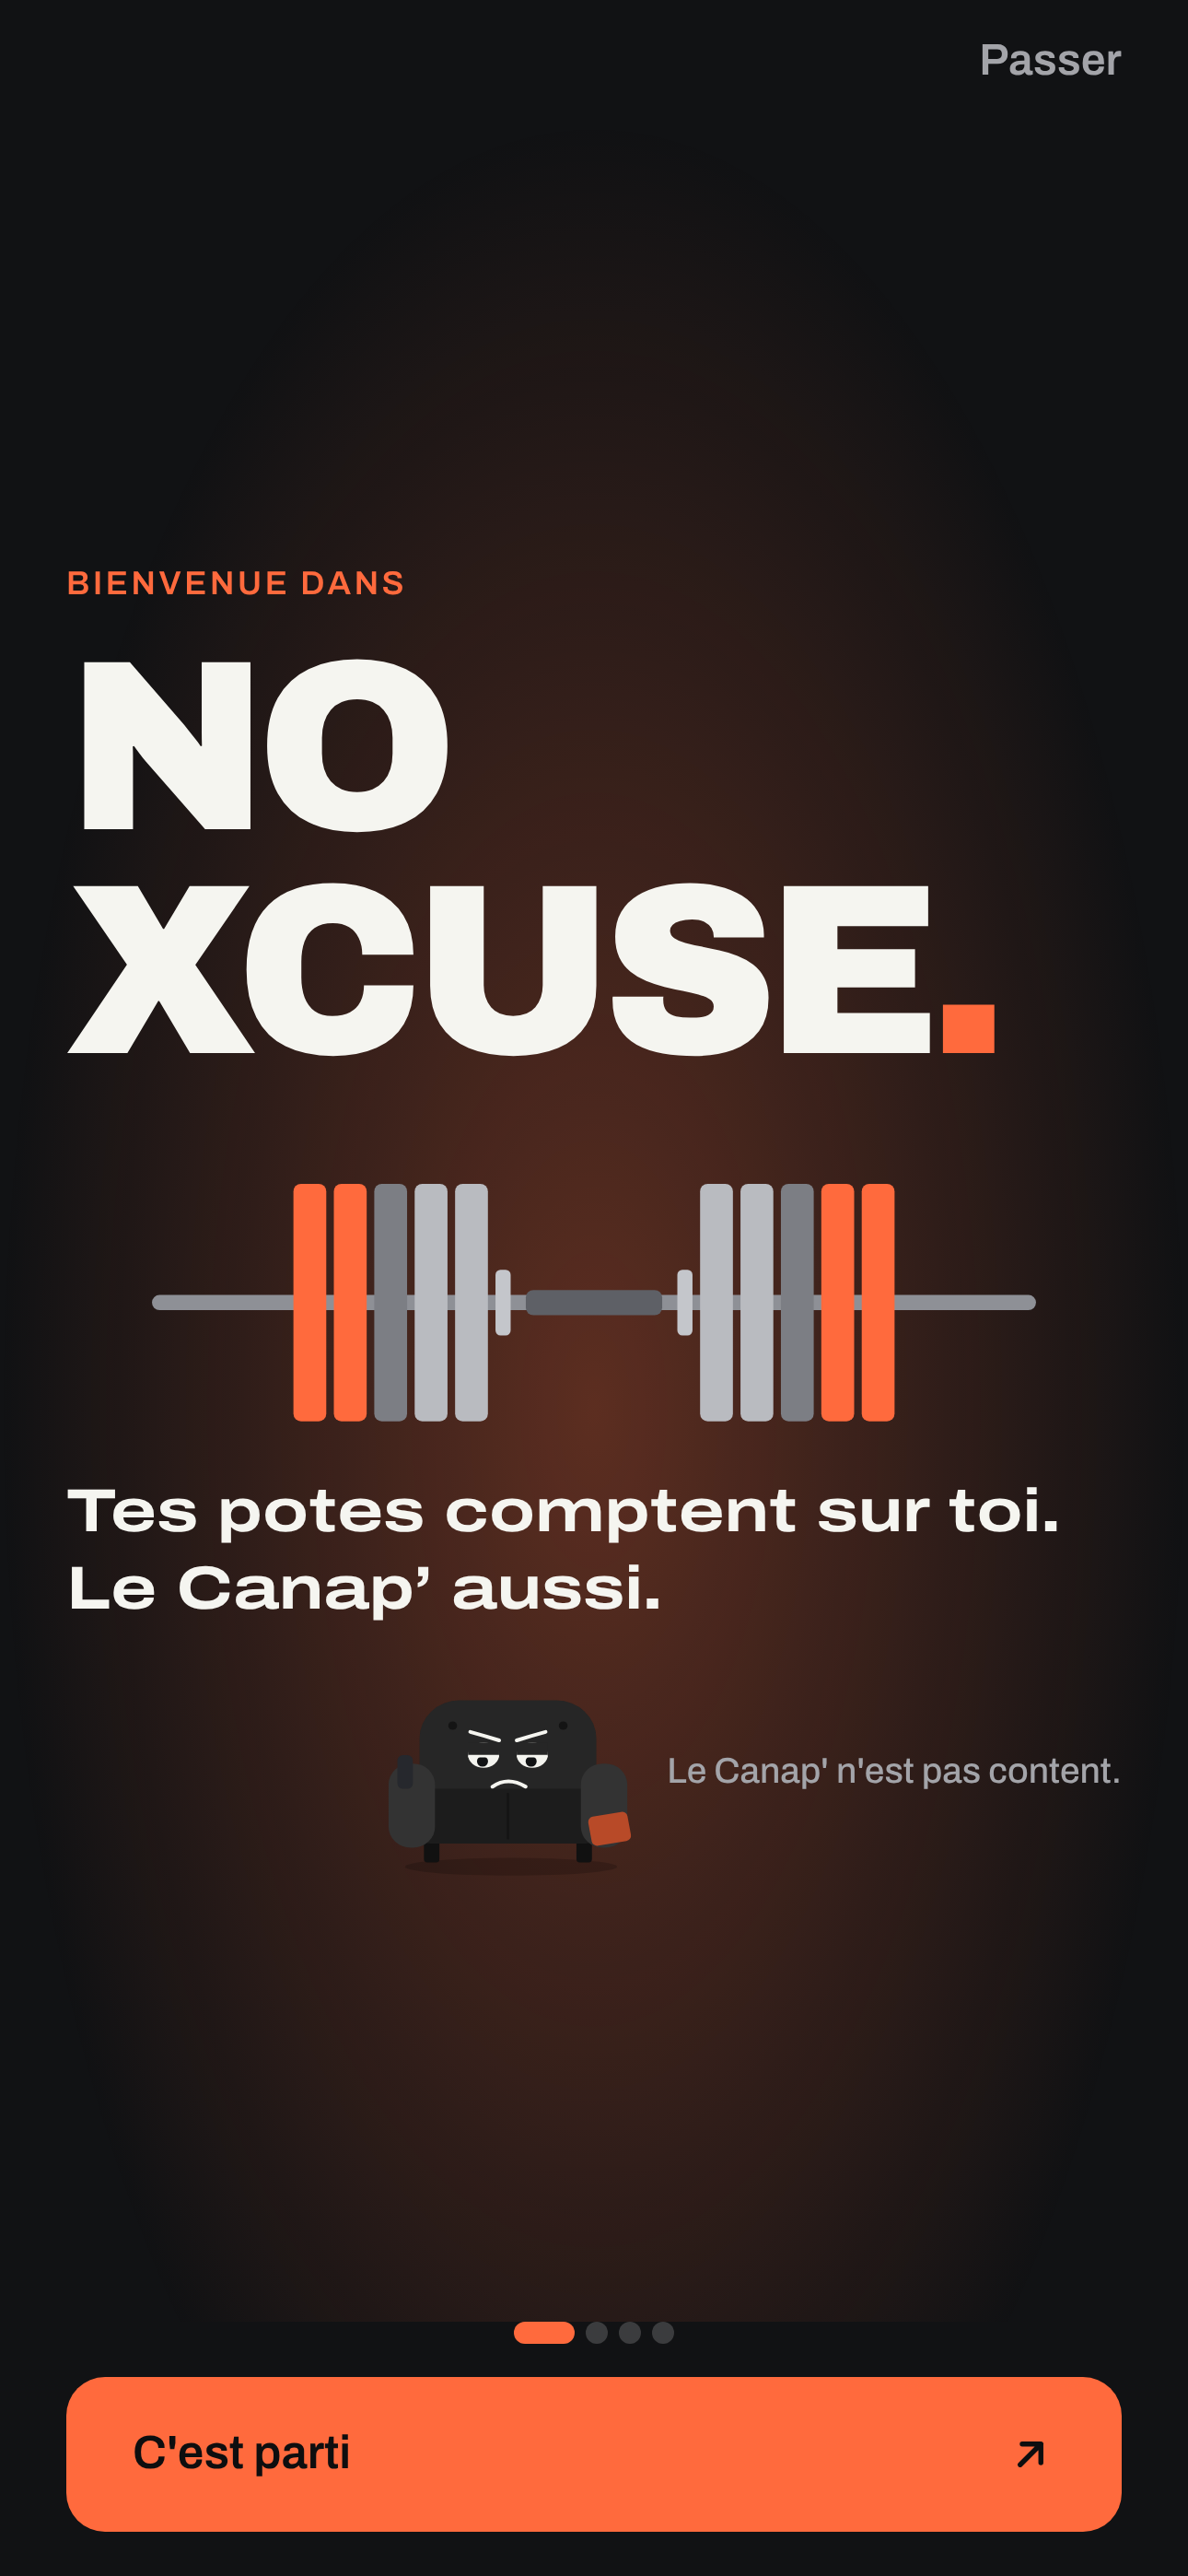 Passer
BIENVENUE DANS
NO
XCUSE.
Tes potes comptent sur toi.
Le Canap’ aussi.
Le Canap' n'est pas content.
C'est parti